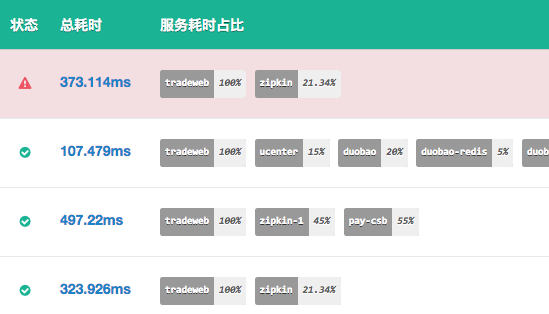 状态 总耗时 服务耗时占比
373.114ms tradeweb 100% zipkin 21.34%
107.479ms tradeweb 100% ucenter 15% duobao 20% duobao-redis 5% duob
497.22ms tradeweb 100% zipkin-1 45% pay-csb 55%
323.926ms tradeweb 100% zipkin 21.34%